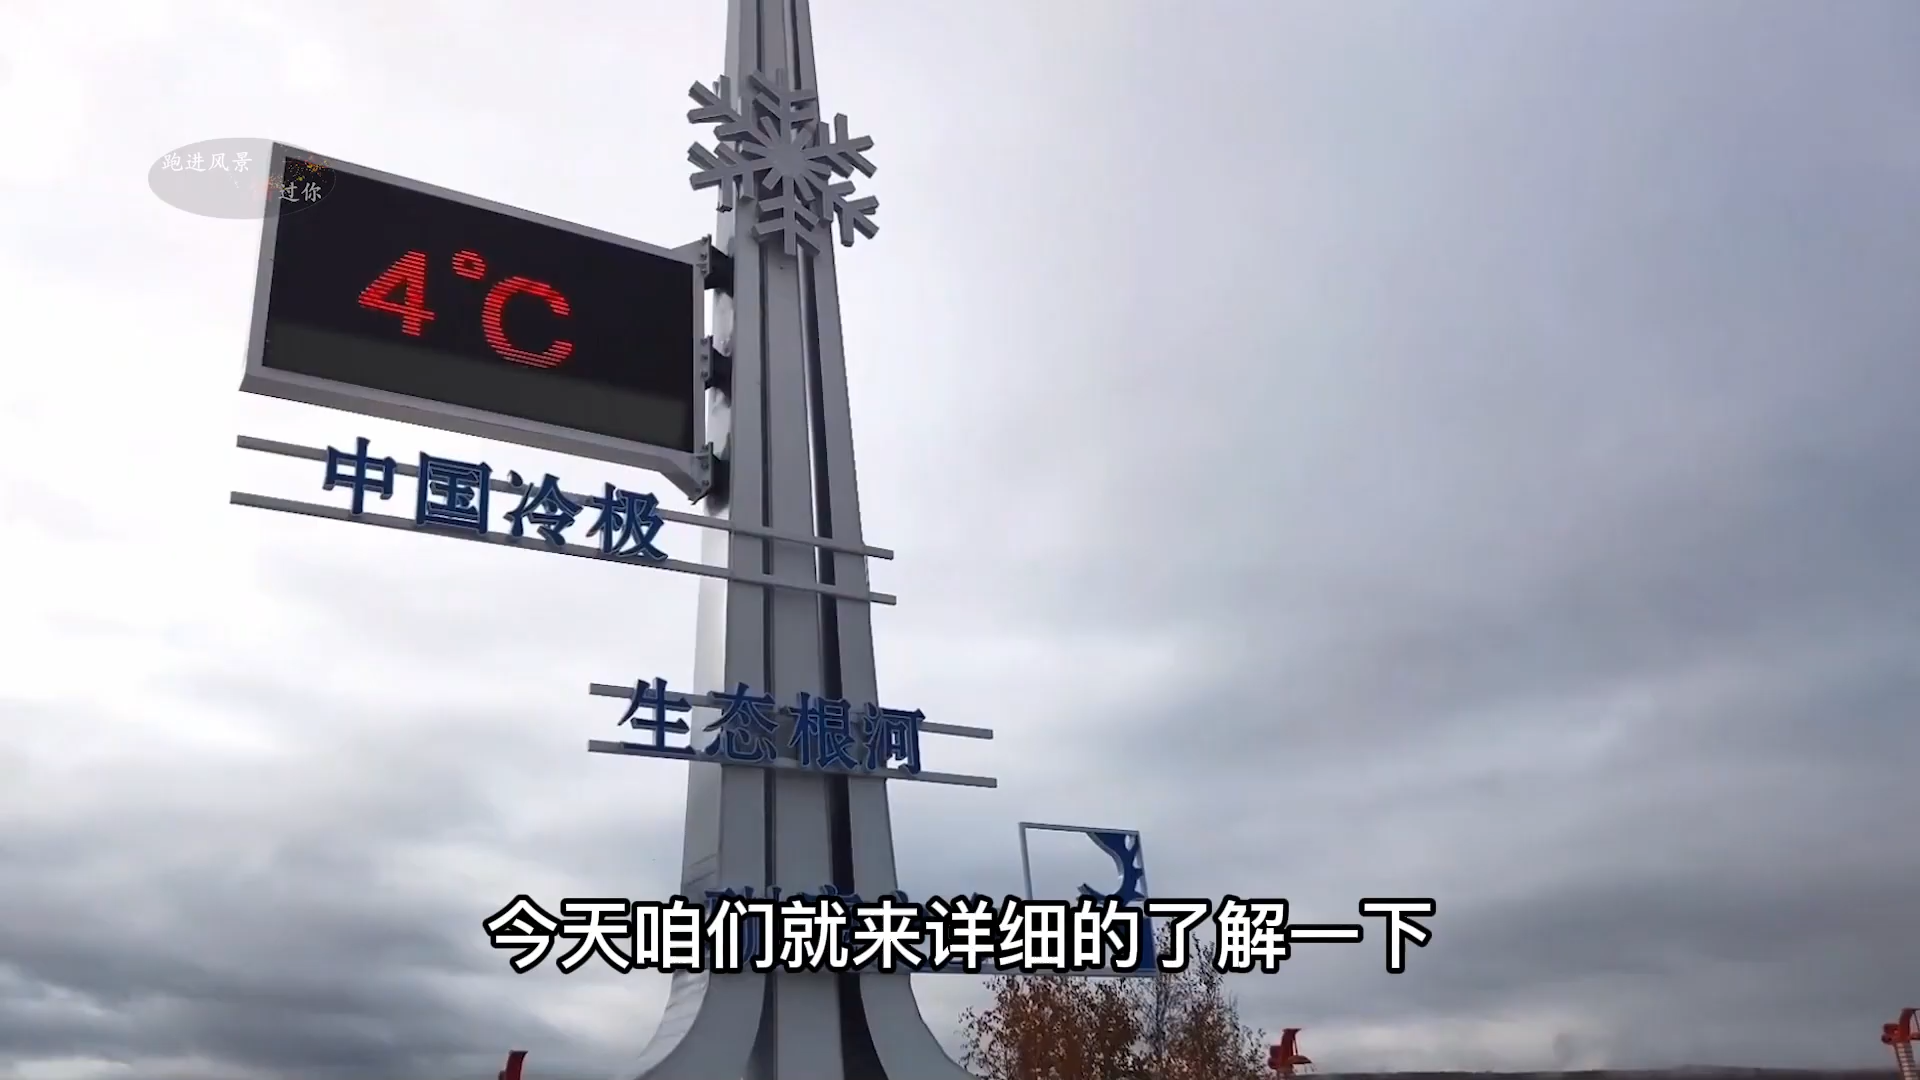 跑进风景
过你
4°C
中国冷极
生态根河
今天咱们就来详细的了解一下